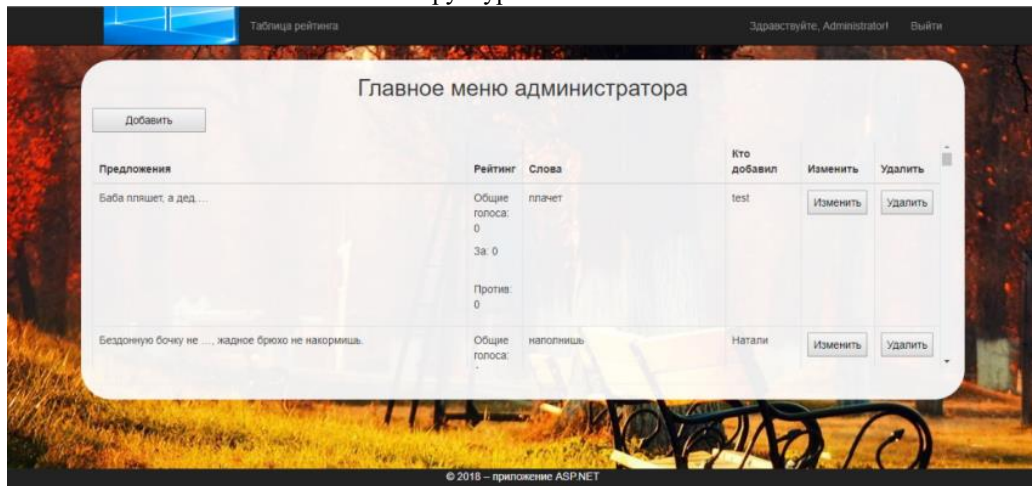 Таблица рейтинга
Здравствуйте, Administrator!
Выйти
Главное меню администратора
Добавить
Предложения
Рейтинг
Слова
Кто
добавил
Изменить
Удалить
Баба пляшет, а дед....
Общие
голоса:
0
За: 0
Против:
0
плачет
test
Изменить
Удалить
Бездонную бочку не ..., жадное брюхо не накормишь.
Общие
голоса:
наполнишь
Натали
Изменить
Удалить
© 2018 – приложение ASP.NET